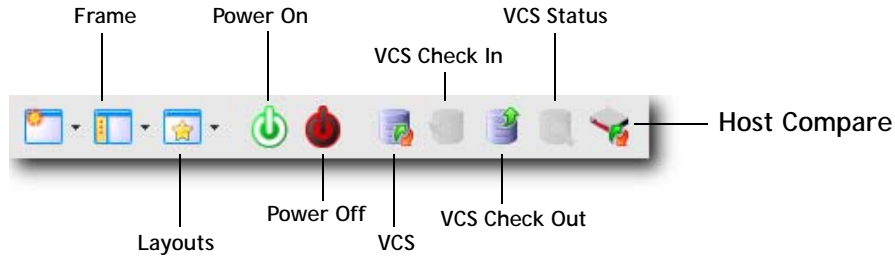 Frame
Power On
VCS Status
VCS Check In
Host Compare
Power Off
VCS Check Out
Layouts
VCS